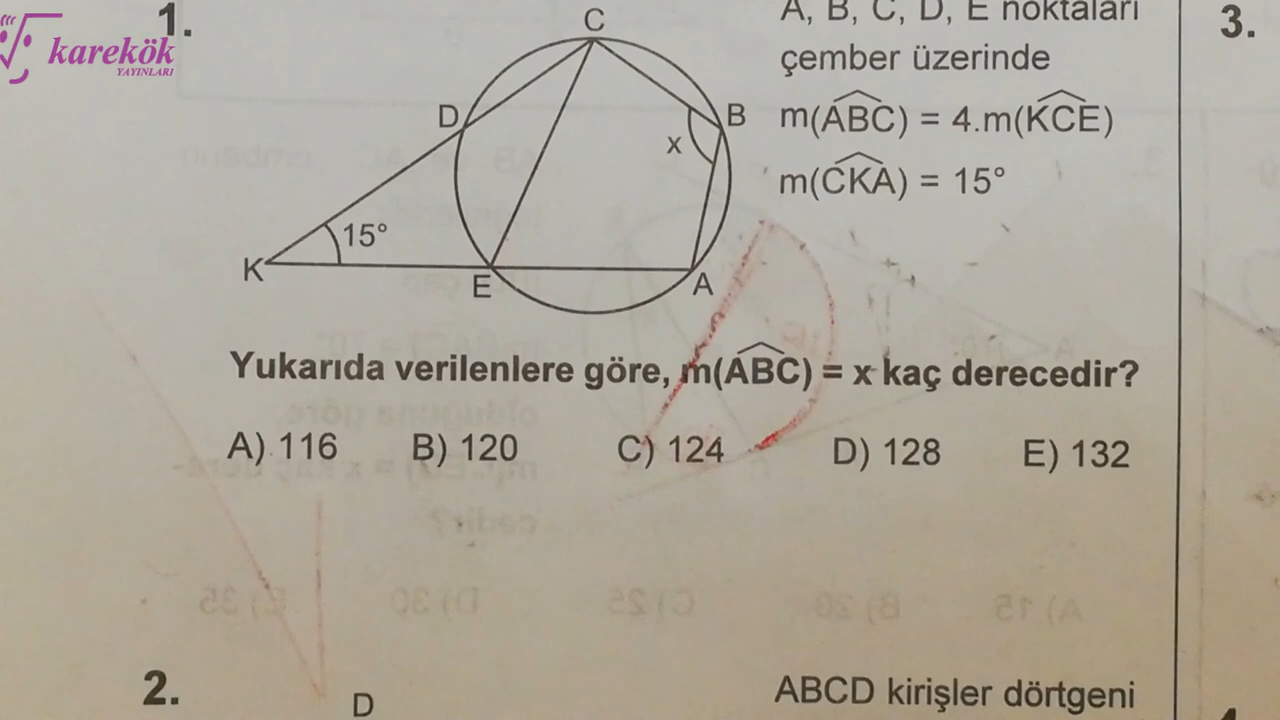 1.
karekök
YAYINLARI
C
D
B
x
15°
K
E
A
A, B, C, D, E noktaları
çember üzerinde
m(ABC) = 4.m(KCE)
m(CKA) = 15°
Yukarıda verilenlere göre, m(ABC) = x kaç derecedir?
A) 116 B) 120 C) 124 D) 128 E) 132
2.
D
ABCD kirişler dörtgeni
3.